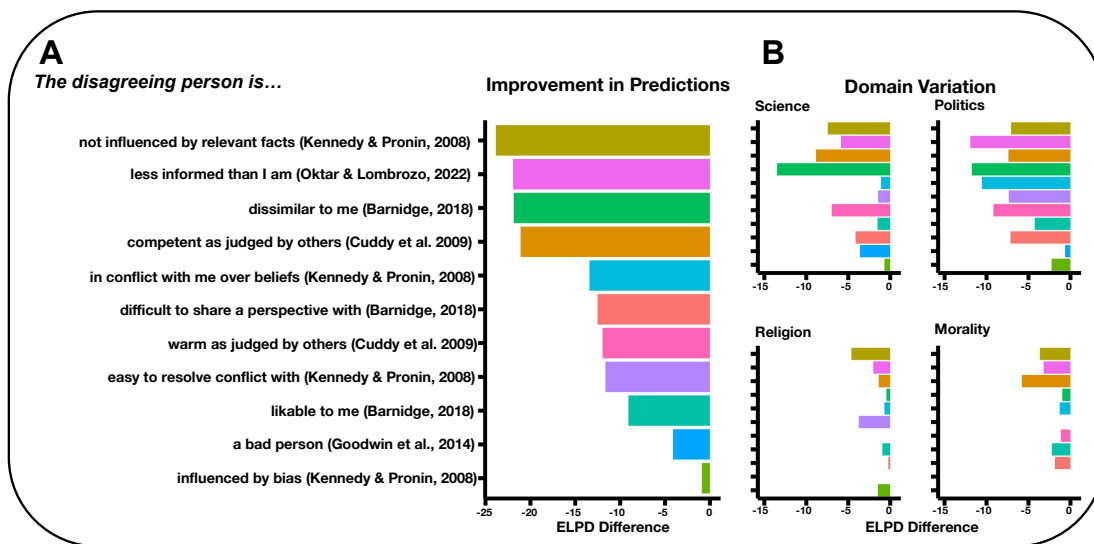 A
B
The disagreeing person is…
Improvement in Predictions
Domain Variation
Science
Politics
not influenced by relevant facts (Kennedy & Pronin, 2008)
less informed than I am (Oktar & Lombrozo, 2022)
dissimilar to me (Barnidge, 2018)
competent as judged by others (Cuddy et al. 2009)
in conflict with me over beliefs (Kennedy & Pronin, 2008)
difficult to share a perspective with (Barnidge, 2018)
warm as judged by others (Cuddy et al. 2009)
easy to resolve conflict with (Kennedy & Pronin, 2008)
likable to me (Barnidge, 2018)
a bad person (Goodwin et al., 2014)
influenced by bias (Kennedy & Pronin, 2008)
-25 -20 -15 -10 -5 0
ELPD Difference
-15 -10 -5 0
-15 -10 -5 0
Religion
Morality
-15 -10 -5 0
-15 -10 -5 0
ELPD Difference